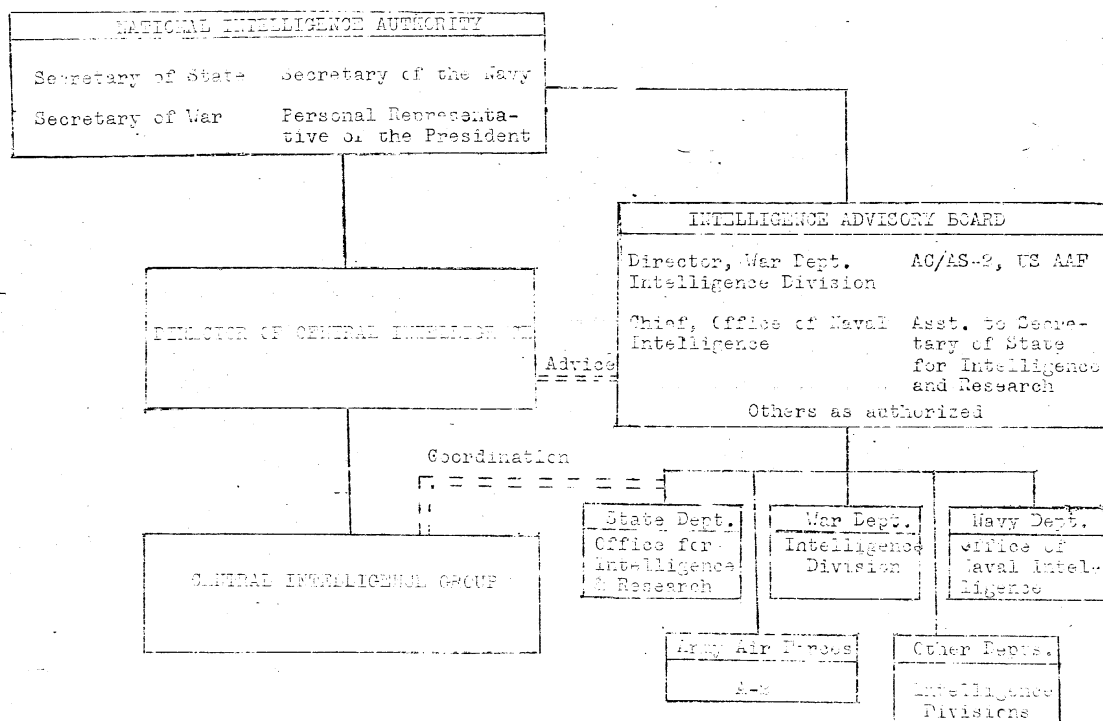 NATIONAL INTELLIGENCE AUTHORITY
Secretary of State Secretary of the Navy
Secretary of War Personal Representa-
tive of the President
INTELLIGENCE ADVISORY BOARD
Director, War Dept. AC/AS-2, US AAF
Intelligence Division
Chief, Office of Naval Asst. to Secre-
Intelligence tary of State
for Intelligence
and Research
Others as authorized
DIRECTOR OF CENTRAL INTELLIGENCE
Advice
Coordination
CENTRAL INTELLIGENCE GROUP
State Dept.
Office for
Intelligence
& Research
War Dept.
Intelligence
Division
Navy Dept.
Office of
Naval Intel-
ligence
Army Air Forces
A-2
Other Depts.
Intelligence
Divisions